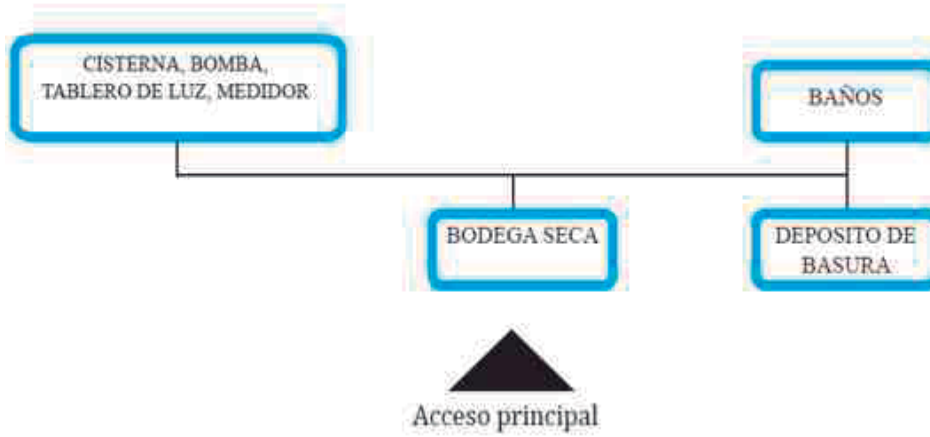 CISTERNA, BOMBA,
TABLERO DE LUZ, MEDIDOR
BAÑOS
BODEGA SECA
DEPOSITO DE
BASURA
Acceso principal